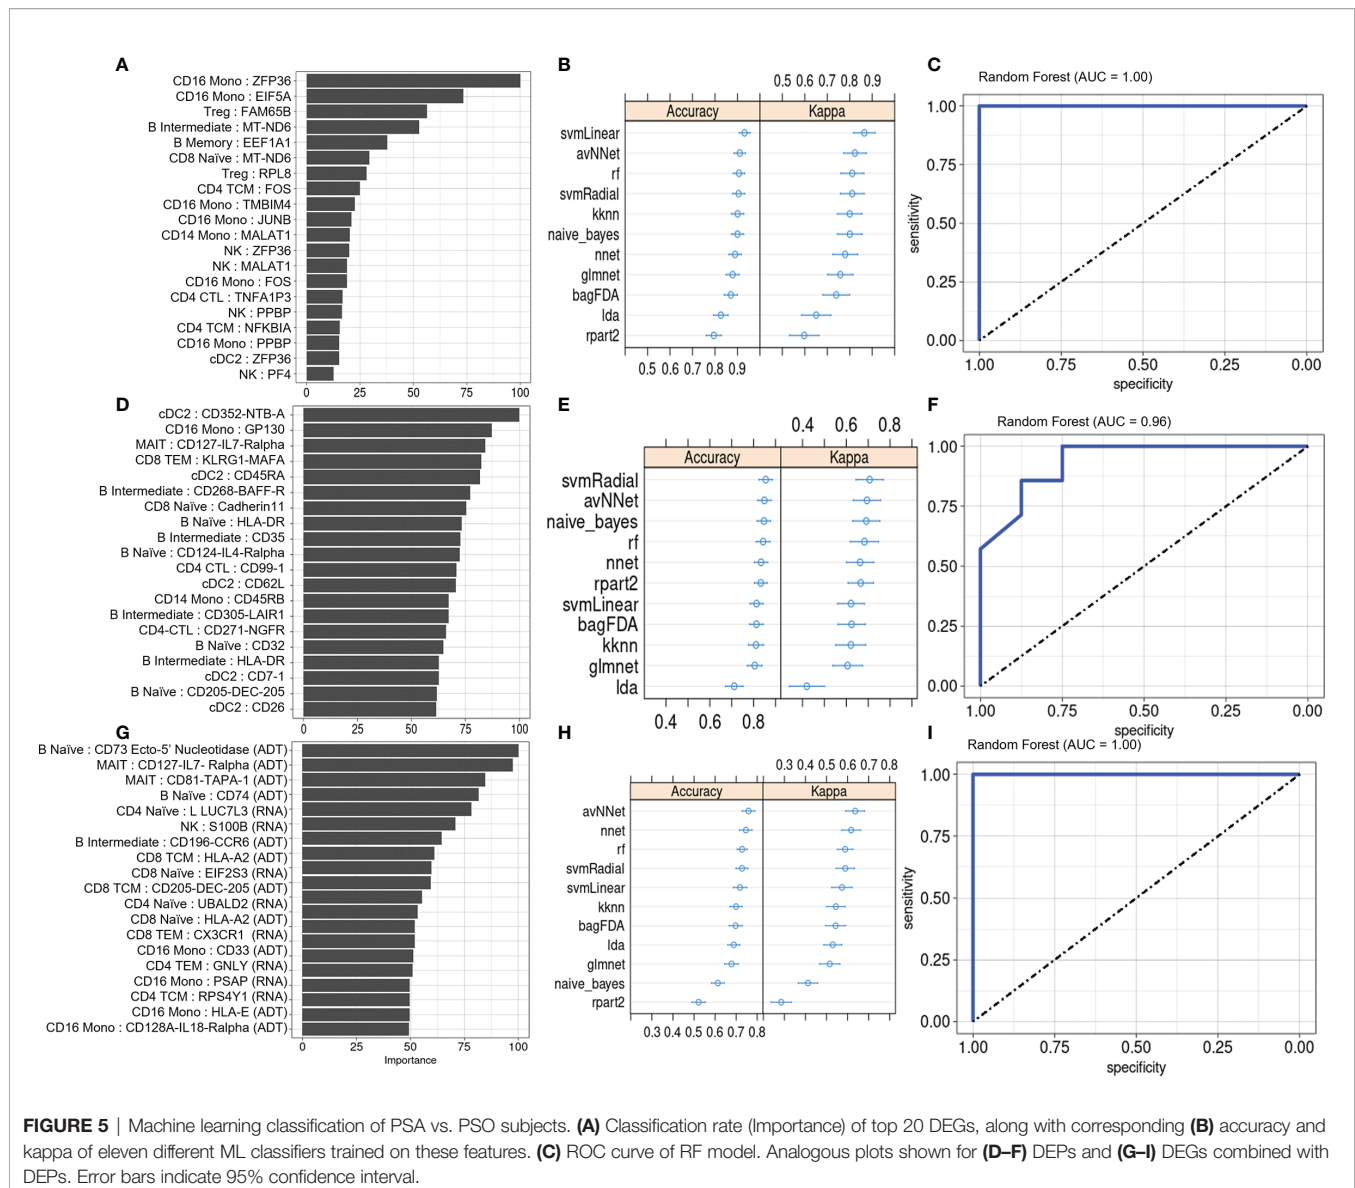 A
CD16 Mono : ZFP36
CD16 Mono : EIF5A
Treg : FAM65B
B Intermediate : MT-ND6
B Memory : EEF1A1
CD8 Naïve : MT-ND6
Treg : RPL8
CD4 TCM : FOS
CD16 Mono : TMBIM4
CD16 Mono : JUNB
CD14 Mono : MALAT1
NK : ZFP36
NK : MALAT1
CD16 Mono : FOS
CD4 CTL : TNFA1P3
NK : PPBP
CD4 TCM : NFKBIA
CD16 Mono : PPBP
cDC2 : ZFP36
NK : PF4
0 25 50 75 100
Importance
B
0.5 0.6 0.7 0.8 0.9
Accuracy Kappa
svmLinear
avNNet
rf
svmRadial
kknn
naive_bayes
nnet
glmnet
bagFDA
lda
rpart2
0.5 0.6 0.7 0.8 0.9
C
Random Forest (AUC = 1.00)
1.00
0.75
0.50
0.25
0.00
sensitivity
1.00 0.75 0.50 0.25 0.00
specificity
D
cDC2 : CD352-NTB-A
CD16 Mono : GP130
MAIT : CD127-IL7-Ralpha
CD8 TEM : KLRG1-MAFA
cDC2 : CD45RA
B Intermediate : CD268-BAFF-R
CD8 Naïve : Cadherin11
B Naïve : HLA-DR
B Intermediate : CD35
B Naïve : CD124-IL4-Ralpha
CD4 CTL : CD99-1
cDC2 : CD62L
CD14 Mono : CD45RB
B Intermediate : CD305-LAIR1
CD4-CTL : CD271-NGFR
B Naïve : CD32
B Intermediate : HLA-DR
cDC2 : CD7-1
B Naïve : CD205-DEC-205
cDC2 : CD26
0 25 50 75 100
E
0.4 0.6 0.8
Accuracy Kappa
svmRadial
avNNet
naive_bayes
rf
nnet
rpart2
svmLinear
bagFDA
kknn
glmnet
lda
0.4 0.6 0.8
F
Random Forest (AUC = 0.96)
1.00
0.75
0.50
0.25
0.00
1.00 0.75 0.50 0.25 0.00
specificity
G
B Naïve : CD73 Ecto-5' Nucleotidase (ADT)
MAIT : CD127-IL7- Ralpha (ADT)
MAIT : CD81-TAPA-1 (ADT)
B Naïve : CD74 (ADT)
CD4 Naïve : L LUC7L3 (RNA)
NK : S100B (RNA)
B Intermediate : CD196-CCR6 (ADT)
CD8 TCM : HLA-A2 (ADT)
CD8 Naïve : EIF2S3 (RNA)
CD8 TCM : CD205-DEC-205 (ADT)
CD4 Naïve : UBALD2 (RNA)
CD8 Naïve : HLA-A2 (ADT)
CD8 TEM : CX3CR1 (RNA)
CD16 Mono : CD33 (ADT)
CD4 TEM : GNLY (RNA)
CD16 Mono : PSAP (RNA)
CD4 TCM : RPS4Y1 (RNA)
CD16 Mono : HLA-E (ADT)
CD16 Mono : CD128A-IL18-Ralpha (ADT)
0 25 50 75 100
Importance
H
0.3 0.4 0.5 0.6 0.7 0.8
Accuracy Kappa
avNNet
nnet
rf
svmRadial
svmLinear
kknn
bagFDA
lda
glmnet
naive_bayes
rpart2
0.3 0.4 0.5 0.6 0.7 0.8
I
Random Forest (AUC = 1.00)
1.00
0.75
0.50
0.25
0.00
sensitivity
1.00 0.75 0.50 0.25 0.00
specificity
FIGURE 5 | Machine learning classification of PSA vs. PSO subjects. (A) Classification rate (Importance) of top 20 DEGs, along with corresponding (B) accuracy and
kappa of eleven different ML classifiers trained on these features. (C) ROC curve of RF model. Analogous plots shown for (D–F) DEPs and (G–I) DEGs combined with
DEPs. Error bars indicate 95% confidence interval.